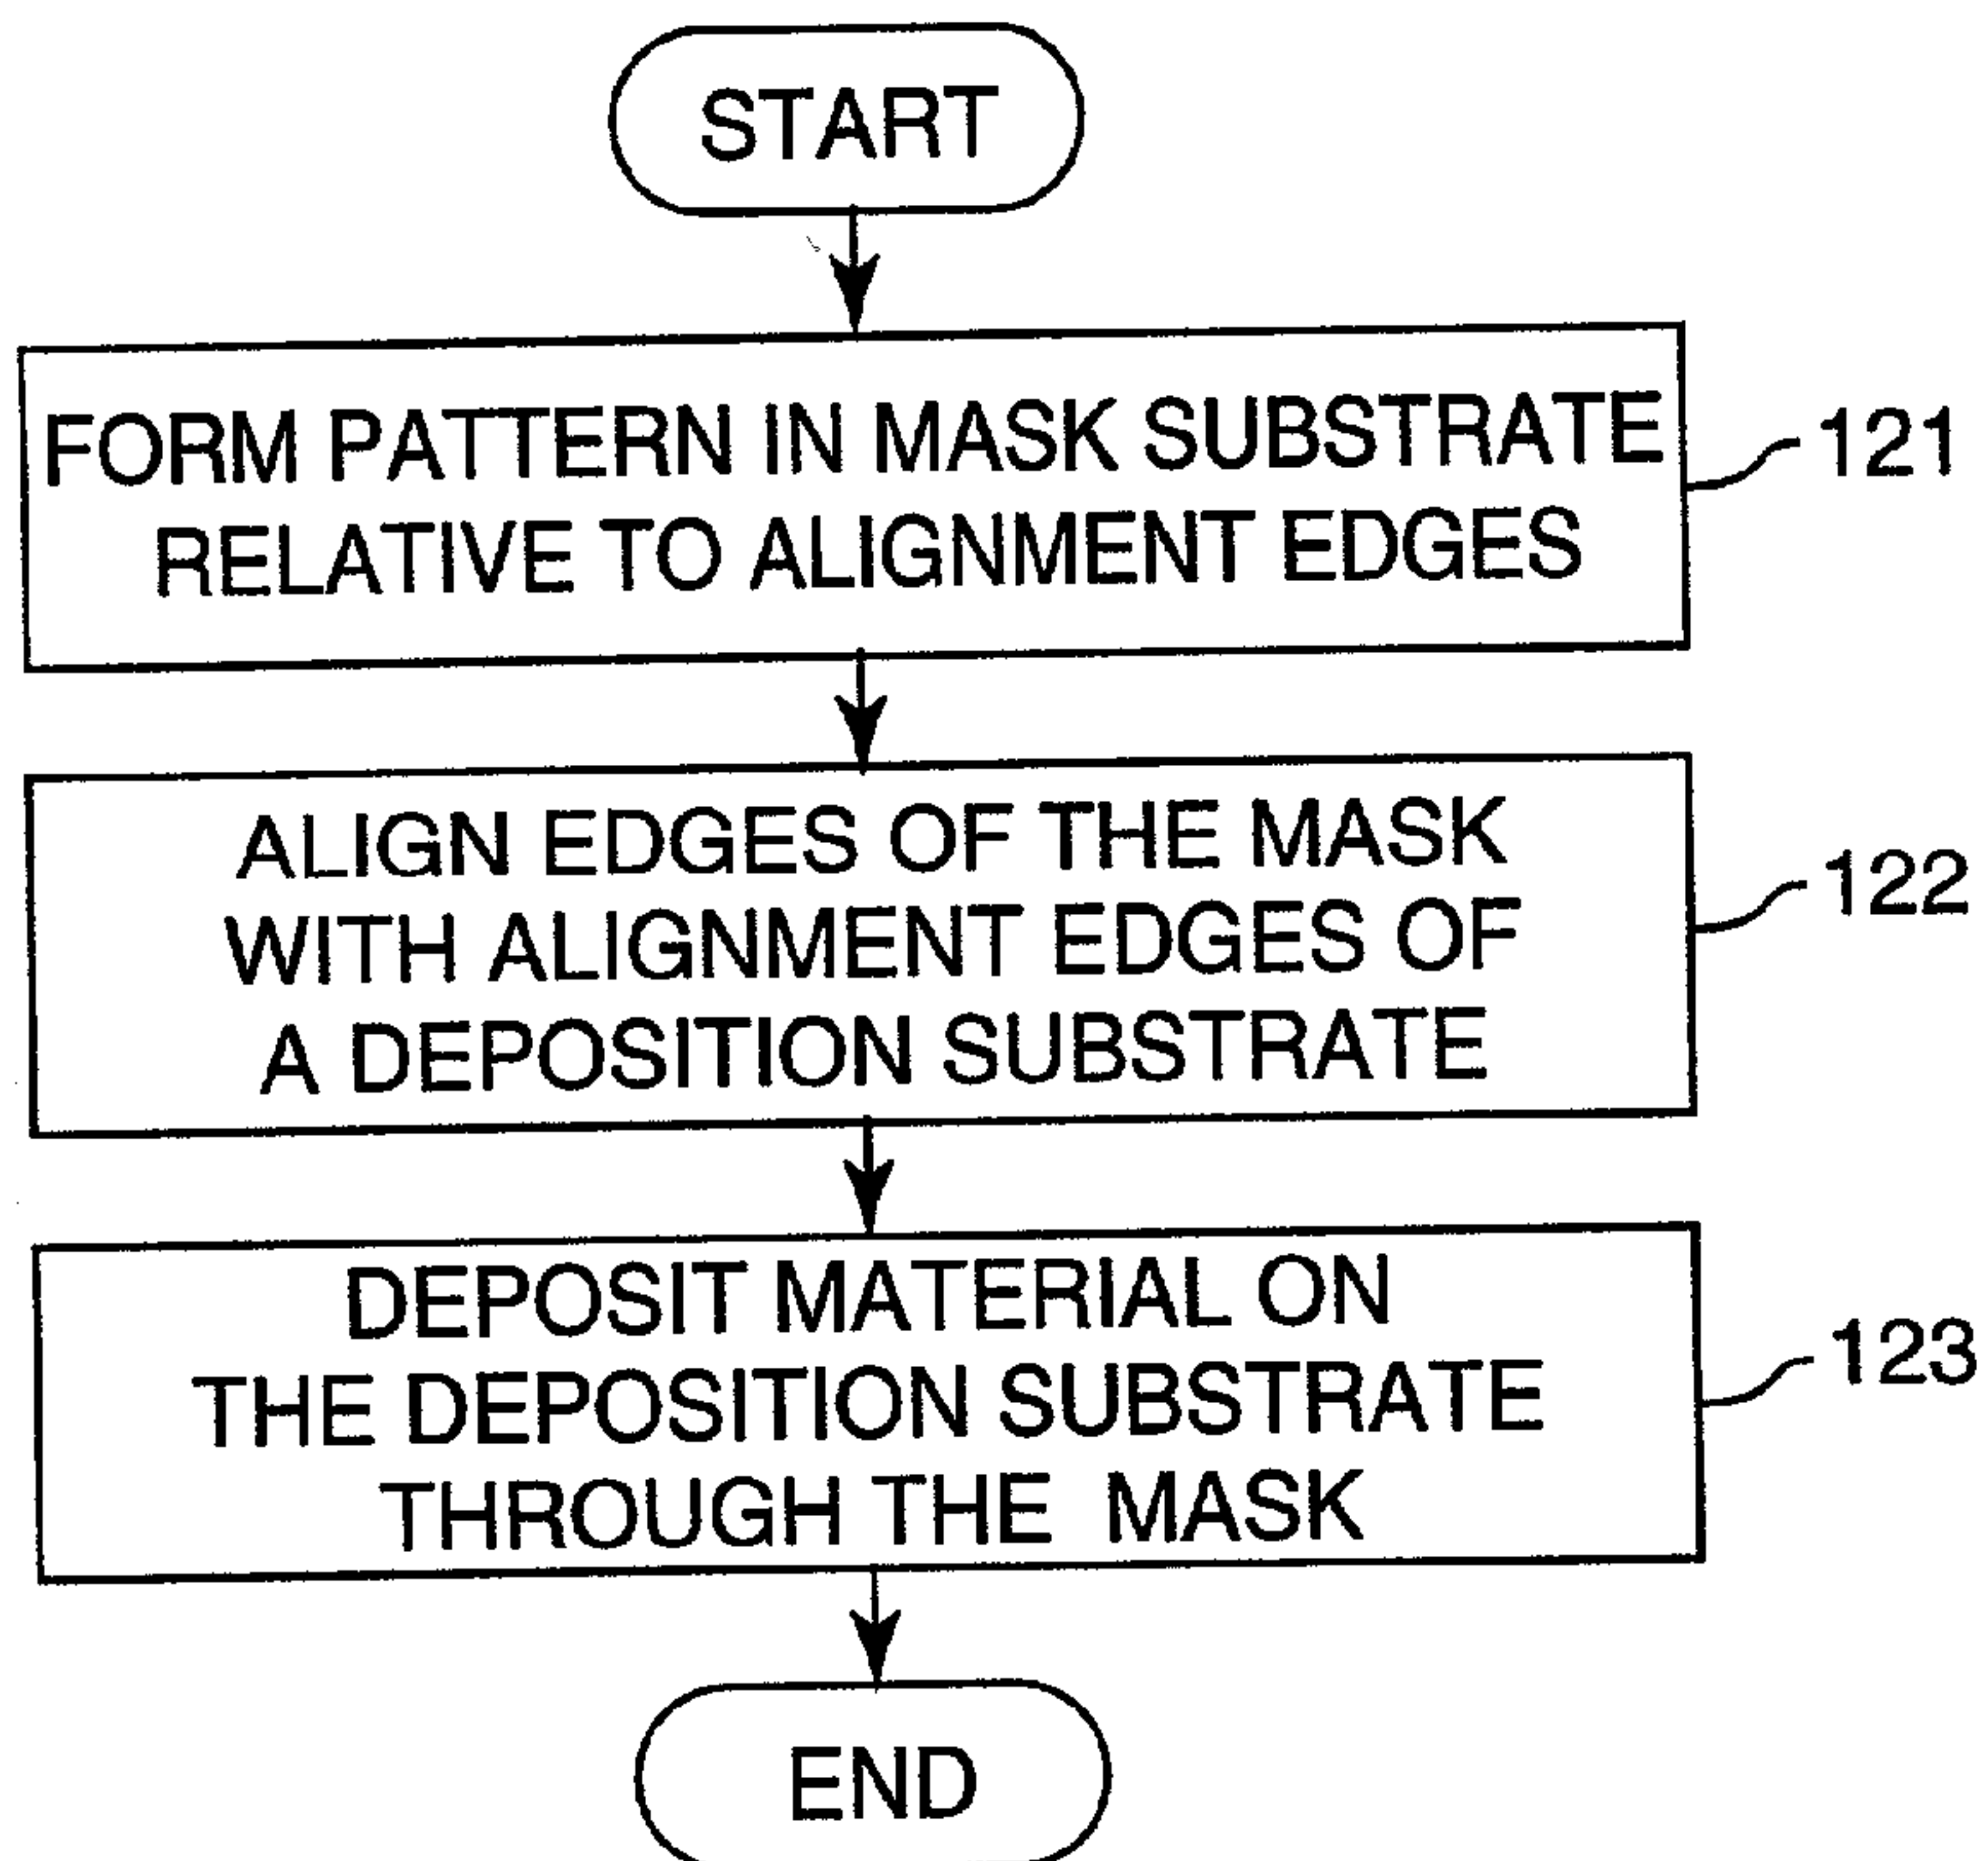 START
FORM PATTERN IN MASK SUBSTRATE
RELATIVE TO ALIGNMENT EDGES
121
ALIGN EDGES OF THE MASK
WITH ALIGNMENT EDGES OF
A DEPOSITION SUBSTRATE
122
DEPOSIT MATERIAL ON
THE DEPOSITION SUBSTRATE
THROUGH THE MASK
123
END